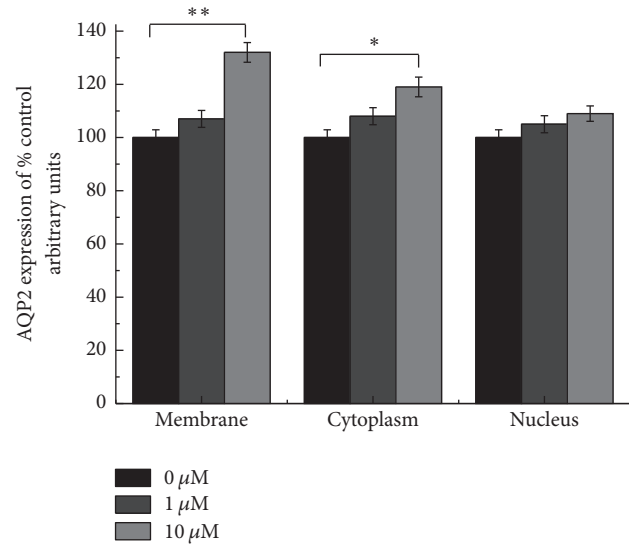 **
*
140
120
100
80
60
40
20
0
AQP2 expression of % control
arbitrary units
Membrane Cytoplasm Nucleus
0 μM
1 μM
10 μM